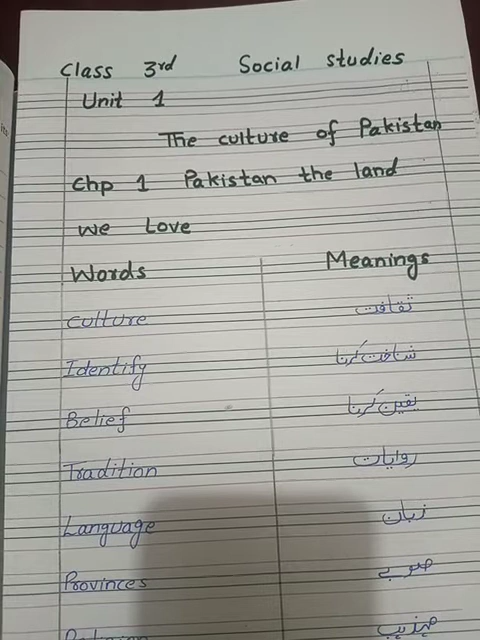 Class 3rd Social studies
Unit 1
The culture of Pakistan
Chp 1 Pakistan the land
we Love
Words Meanings
Culture ثقافت
Identify شناخت کرنا
Belief یقین کرنا
Tradition روایات
Language زبان
Provinces صوبے